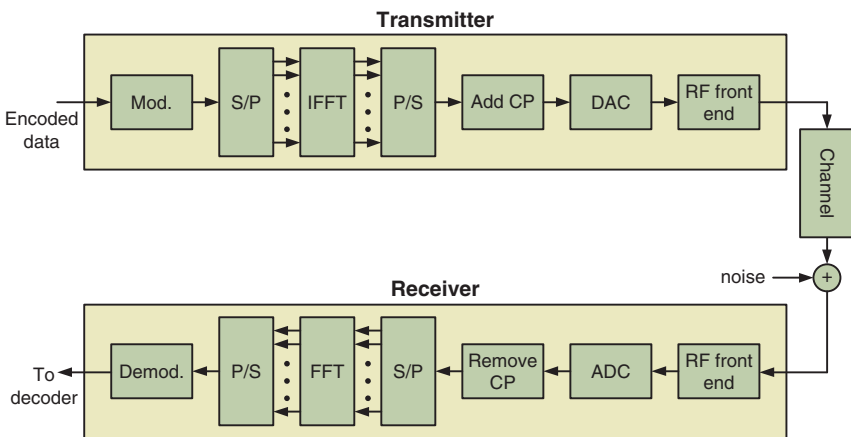 Transmitter
Encoded
data
Mod.
S/P
IFFT
P/S
Add CP
DAC
RF front
end
Channel
noise
+
Receiver
To
decoder
Demod.
P/S
FFT
S/P
Remove
CP
ADC
RF front
end